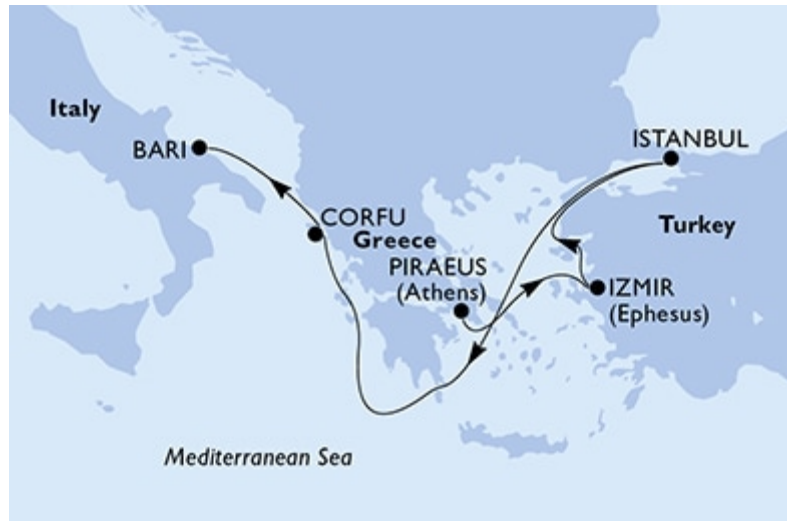 Italy
BARI
ISTANBUL
Turkey
CORFU
Greece
PIRAEUS
(Athens)
IZMIR
(Ephesus)
Mediterranean Sea